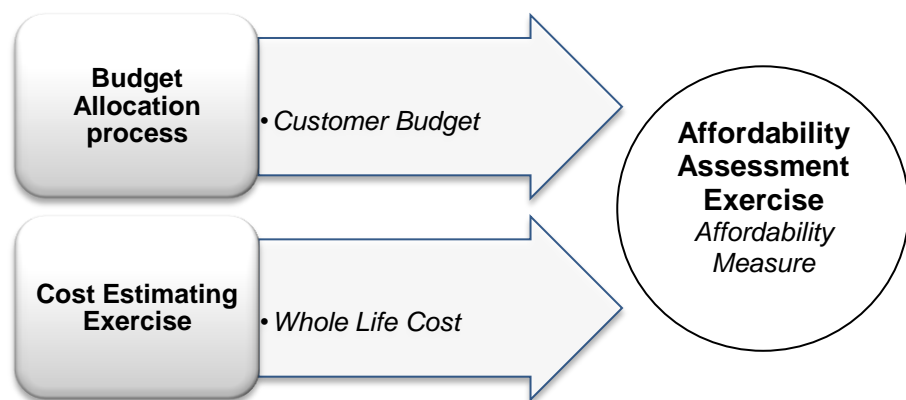 Budget
Allocation
process
• Customer Budget
Cost Estimating
Exercise
• Whole Life Cost
Affordability
Assessment
Exercise
Affordability
Measure